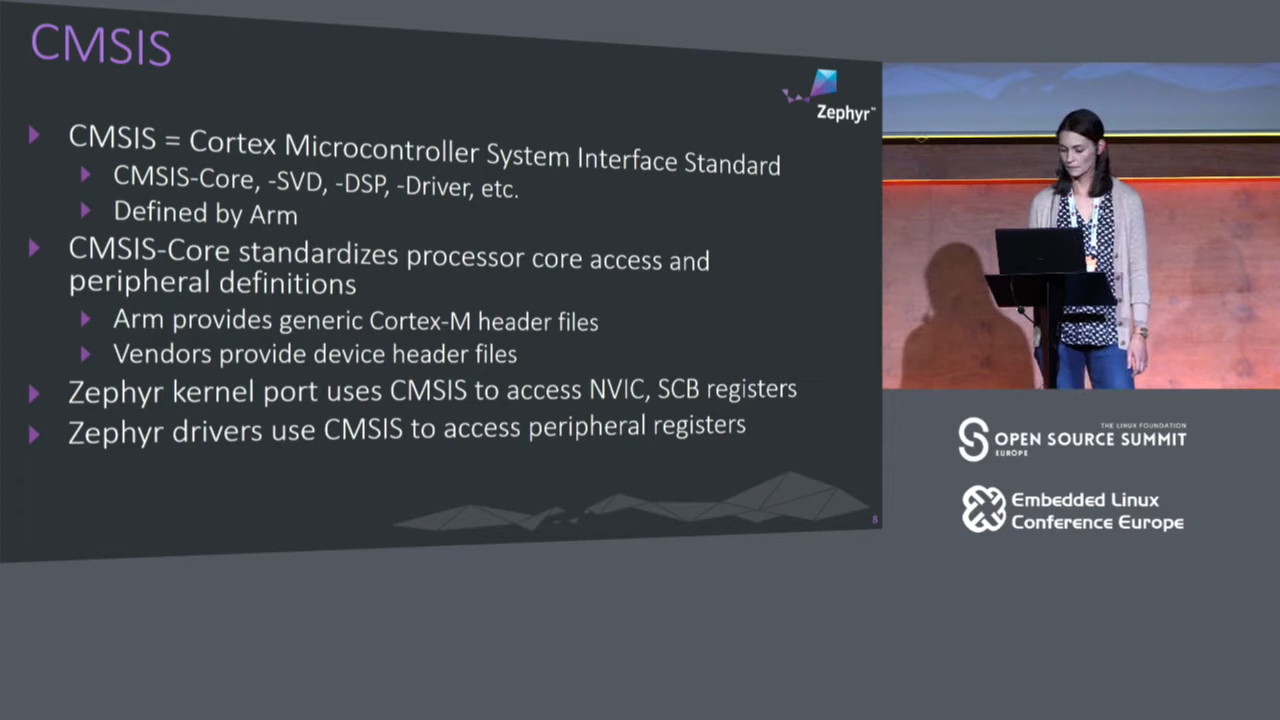 CMSIS
Zephyr™
CMSIS = Cortex Microcontroller System Interface Standard
CMSIS-Core, -SVD, -DSP, -Driver, etc.
Defined by Arm
CMSIS-Core standardizes processor core access and
peripheral definitions
Arm provides generic Cortex-M header files
Vendors provide device header files
Zephyr kernel port uses CMSIS to access NVIC, SCB registers
Zephyr drivers use CMSIS to access peripheral registers
8
THE LINUX FOUNDATION
OPEN SOURCE SUMMIT
EUROPE
Embedded Linux
Conference Europe